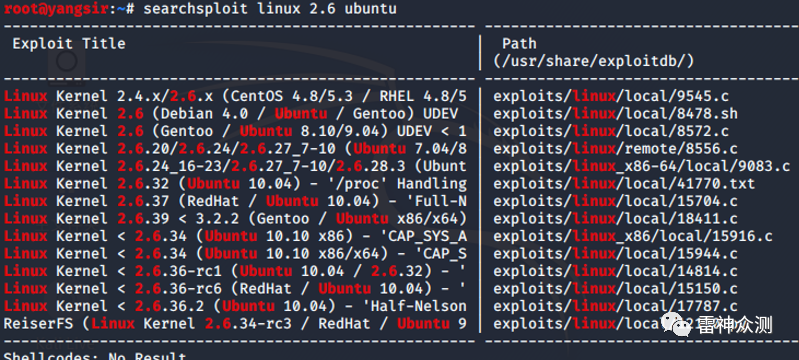 root@yangsir:~# searchsploit linux 2.6 ubuntu
Exploit Title | Path
(/usr/share/exploitdb/)
Linux Kernel 2.4.x/2.6.x (CentOS 4.8/5.3 / RHEL 4.8/5 | exploits/linux/local/9545.c
Linux Kernel 2.6 (Debian 4.0 / Ubuntu / Gentoo) UDEV | exploits/linux/local/8478.sh
Linux Kernel 2.6 (Gentoo / Ubuntu 8.10/9.04) UDEV < 1 | exploits/linux/local/8572.c
Linux Kernel 2.6.20/2.6.24/2.6.27_7-10 (Ubuntu 7.04/8 | exploits/linux/remote/8556.c
Linux Kernel 2.6.24_16-23/2.6.27_7-10/2.6.28.3 (Ubunt | exploits/linux_x86-64/local/9083.c
Linux Kernel 2.6.32 (Ubuntu 10.04) - '/proc' Handling | exploits/linux/local/41770.txt
Linux Kernel 2.6.37 (RedHat / Ubuntu 10.04) - 'Full-N | exploits/linux/local/15704.c
Linux Kernel 2.6.39 < 3.2.2 (Gentoo / Ubuntu x86/x64) | exploits/linux/local/18411.c
Linux Kernel < 2.6.34 (Ubuntu 10.10 x86) - 'CAP_SYS_A | exploits/linux_x86/local/15916.c
Linux Kernel < 2.6.34 (Ubuntu 10.10 x86/x64) - 'CAP_S | exploits/linux/local/15944.c
Linux Kernel < 2.6.36-rc1 (Ubuntu 10.04 / 2.6.32) - ' | exploits/linux/local/14814.c
Linux Kernel < 2.6.36-rc6 (RedHat / Ubuntu 10.04) - ' | exploits/linux/local/15150.c
Linux Kernel < 2.6.36.2 (Ubuntu 10.04) - 'Half-Nelson | exploits/linux/local/17787.c
ReiserFS (Linux Kernel 2.6.34-rc3 / RedHat / Ubuntu 9 | exploits/linux/
雷神众测
Shellcodes: No Result